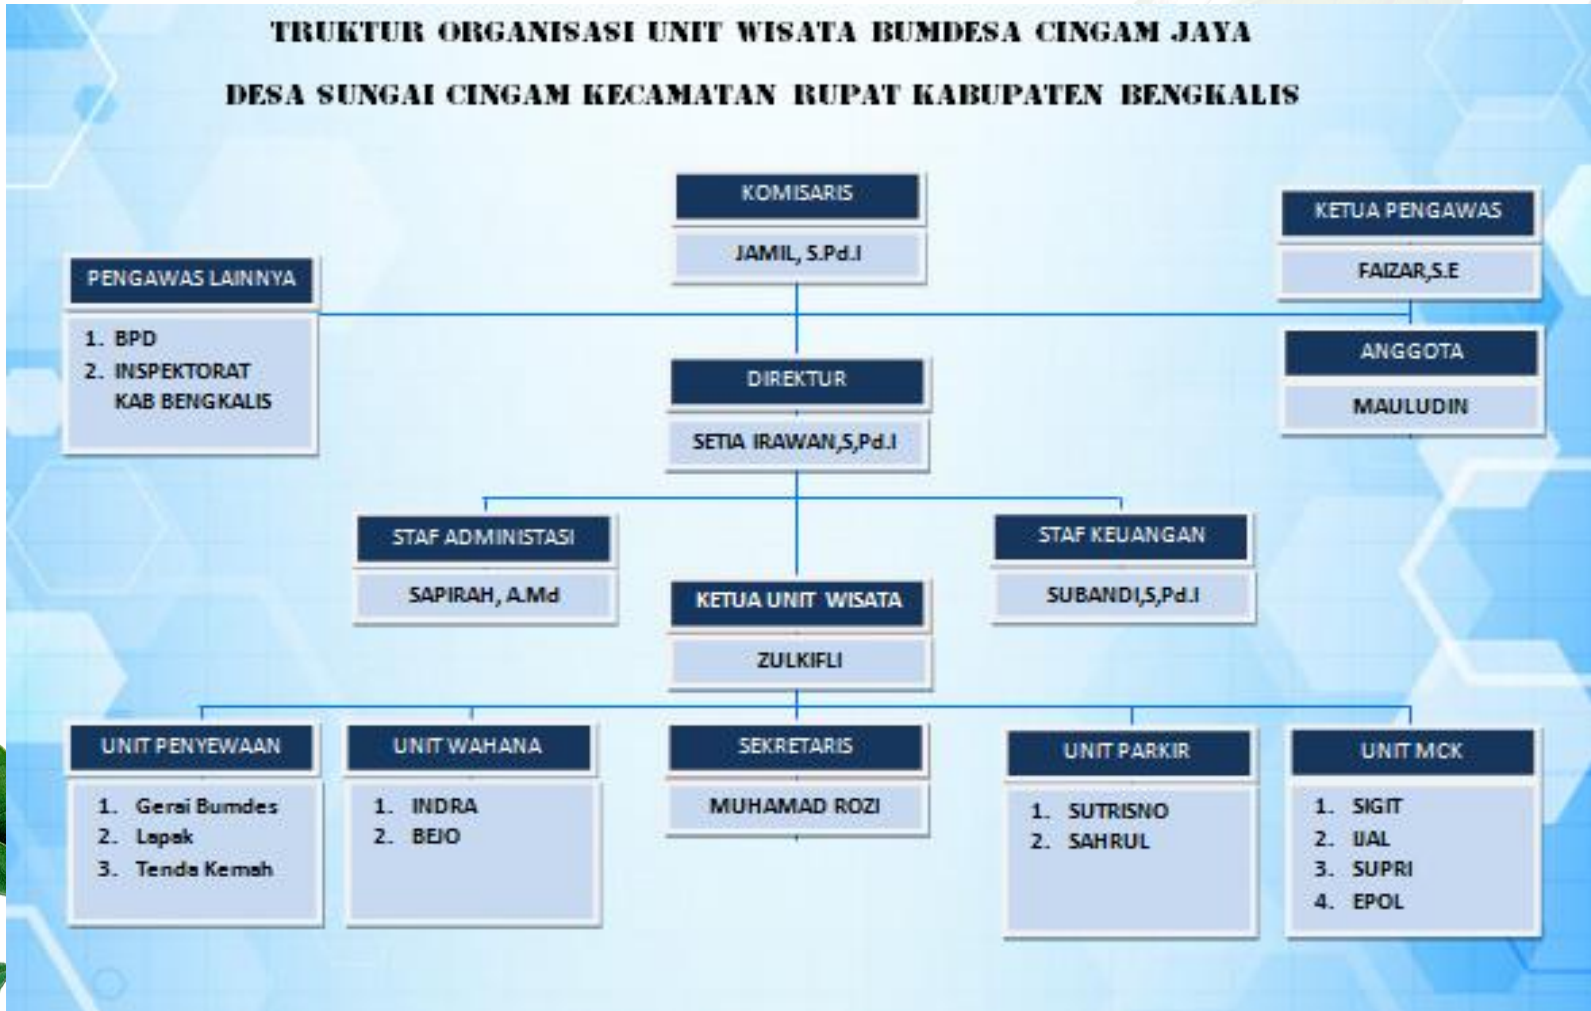 TRUKTUR ORGANISASI UNIT WISATA BUMDESA CINGAM JAYA
DESA SUNGAI CINGAM KECAMATAN RUPAT KABUPATEN BENGKALIS
KOMISARIS
JAMIL, S.Pd.I
KETUA PENGAWAS
FAIZAR,S.E
PENGAWAS LAINNYA
1. BPD
2. INSPEKTORAT
KAB BENGKALIS
ANGGOTA
MAULUDIN
DIREKTUR
SETIA IRAWAN,S,Pd.I
STAF ADMINISTASI
SAPIRAH, A.Md
STAF KEUANGAN
SUBANDI,S,Pd.I
KETUA UNIT WISATA
ZULKIFLI
UNIT PENYEWAAN
1. Gerai Bumdes
2. Lapak
3. Tenda Kemah
UNIT WAHANA
1. INDRA
2. BEJO
SEKRETARIS
MUHAMAD ROZI
UNIT PARKIR
1. SUTRISNO
2. SAHRUL
UNIT MCK
1. SIGIT
2. IJAL
3. SUPRI
4. EPOL